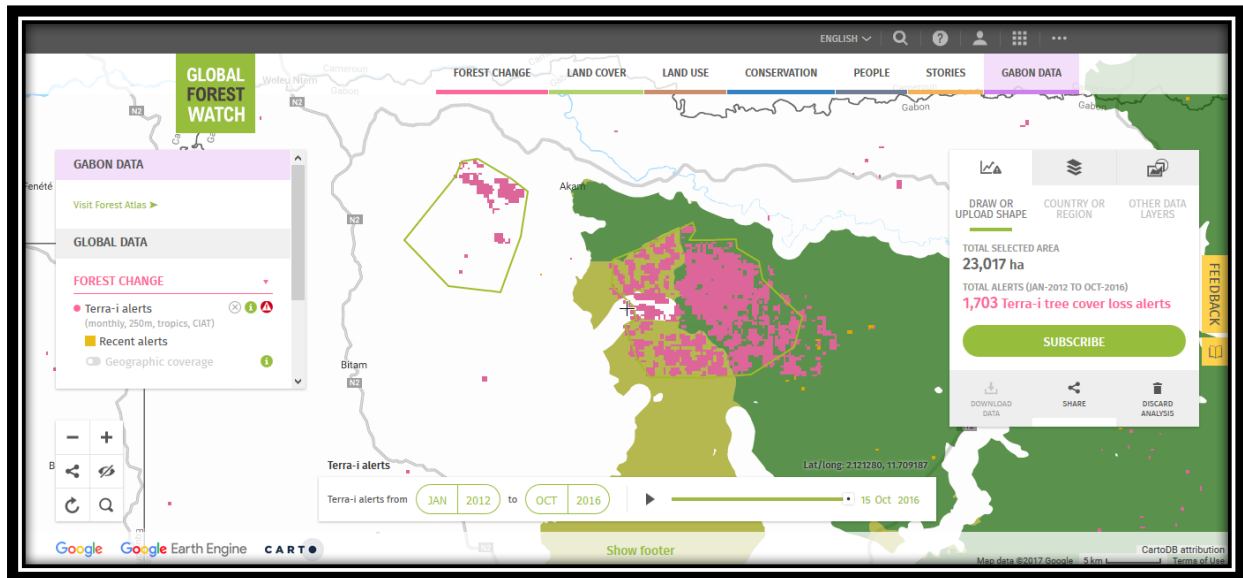 ENGLISH
GLOBAL
FOREST
WATCH
FOREST CHANGE
LAND COVER
LAND USE
CONSERVATION
PEOPLE
STORIES
GABON DATA
Woleu Ntem
Cameroun
Gabon
N2
N2
Gabon
Gabon
GABON DATA
Visit Forest Atlas ➤
GLOBAL DATA
FOREST CHANGE
Terra-i alerts
(monthly, 250m, tropics, CIAT)
Recent alerts
Geographic coverage
Akam
N2
Bitam
N2
DRAW OR
UPLOAD SHAPE
COUNTRY OR
REGION
OTHER DATA
LAYERS
TOTAL SELECTED AREA
23,017 ha
TOTAL ALERTS (JAN-2012 TO OCT-2016)
1,703 Terra-i tree cover loss alerts
SUBSCRIBE
DOWNLOAD
DATA
SHARE
DISCARD
ANALYSIS
FEEDBACK
Terra-i alerts
Lat/long: 2.121280, 11.709187
Terra-i alerts from JAN 2012 to OCT 2016
15 Oct 2016
Google Google Earth Engine CARTO
Show footer
CartoDB attribution
Map data ©2017 Google 5 km Terms of Use